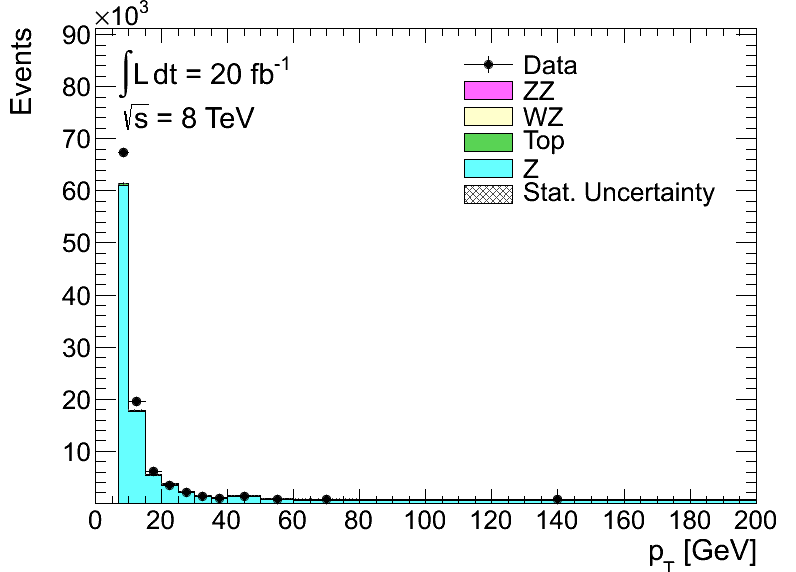 ×10³
Events
90
80
70
60
50
40
30
20
10
∫L dt = 20 fb⁻¹
√s = 8 TeV
Data
ZZ
WZ
Top
Z
Stat. Uncertainty
0 20 40 60 80 100 120 140 160 180 200
p_T [GeV]